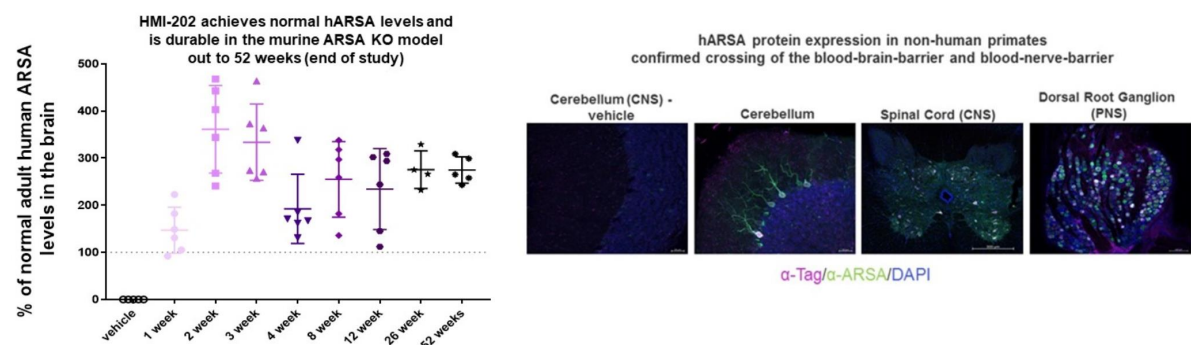 HMI-202 achieves normal hARSA levels and
is durable in the murine ARSA KO model
out to 52 weeks (end of study)
% of normal adult human ARSA
levels in the brain
500
400
300
200
100
0
vehicle
1 week
2 week
3 week
4 week
8 week
12 week
26 week
52 weeks
hARSA protein expression in non-human primates
confirmed crossing of the blood-brain-barrier and blood-nerve-barrier
Cerebellum (CNS) -
vehicle
Cerebellum
Spinal Cord (CNS)
Dorsal Root Ganglion
(PNS)
α-Tag/α-ARSA/DAPI